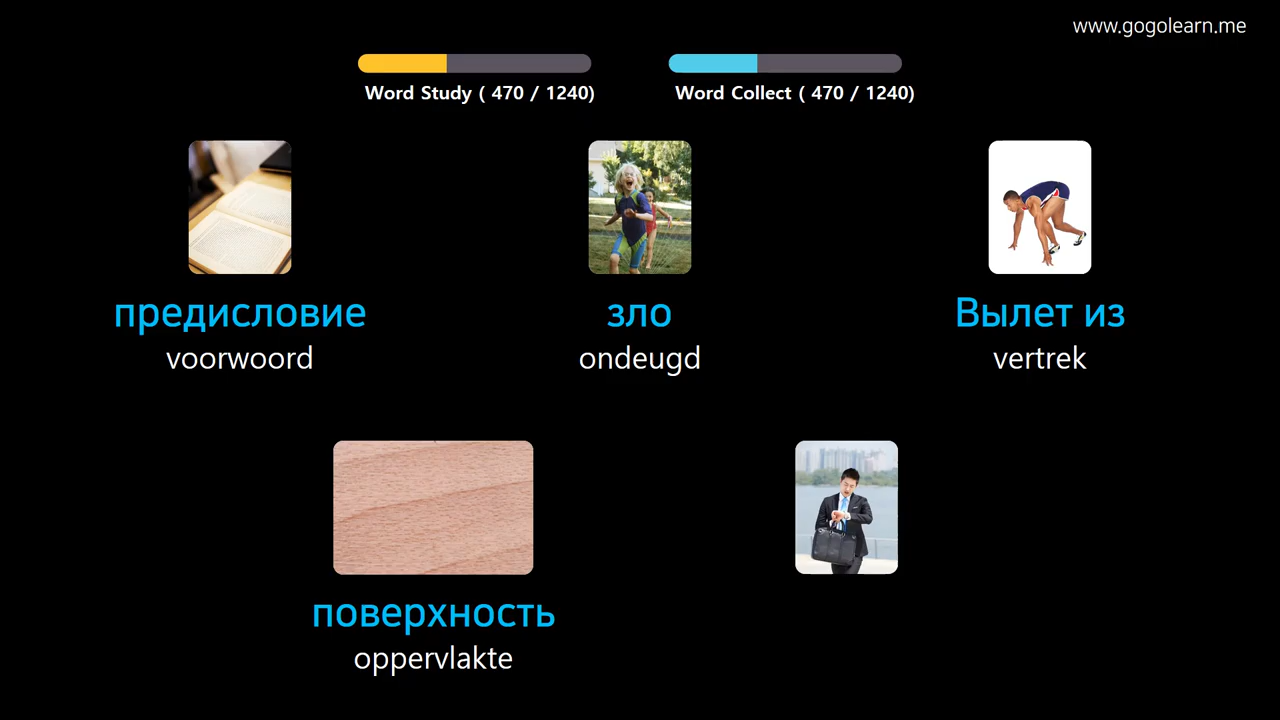 www.gogolearn.me
Word Study ( 470 / 1240)
Word Collect ( 470 / 1240)
предисловие
voorwoord
зло
ondeugd
Вылет из
vertrek
поверхность
oppervlakte